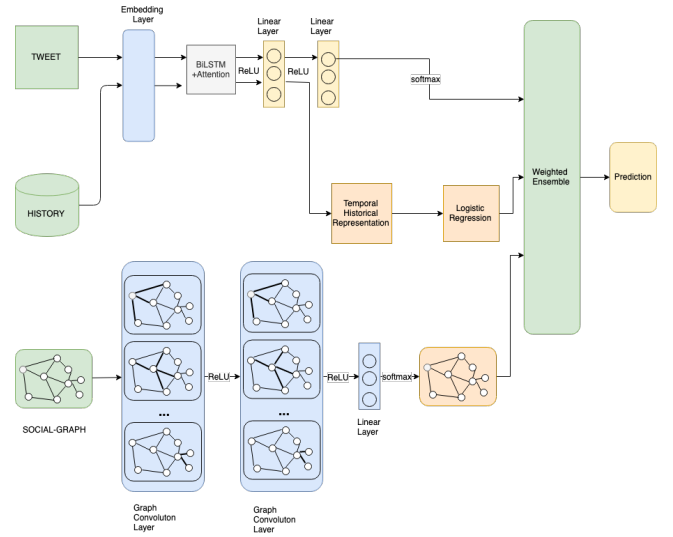 Embedding
Layer
Linear
Layer
Linear
Layer
TWEET
BiLSTM
+Attention
ReLU
ReLU
softmax
HISTORY
Temporal
Historical
Representation
Logistic
Regression
Weighted
Ensemble
Prediction
SOCIAL-GRAPH
...
ReLU
...
ReLU
softmax
Linear
Layer
Graph
Convoluton
Layer
Graph
Convoluton
Layer